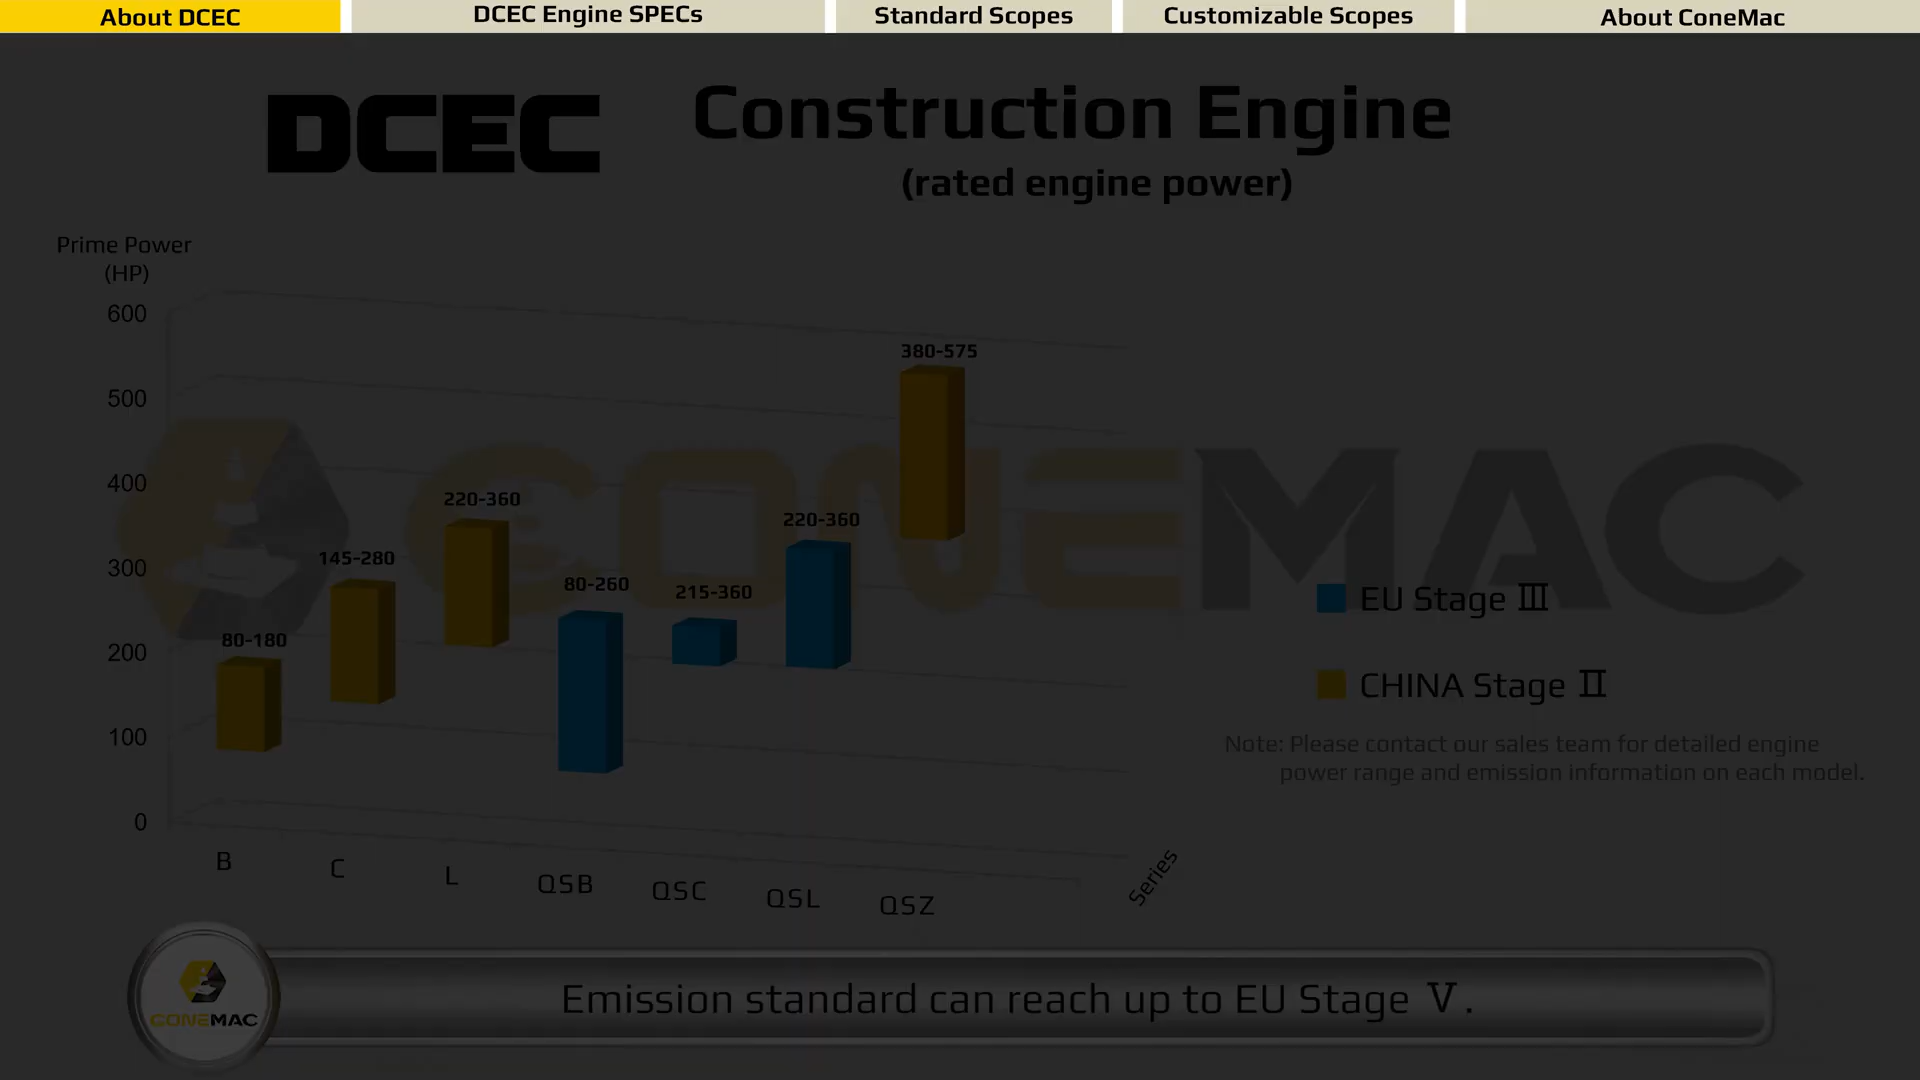 About DCEC
DCEC Engine SPECs
Standard Scopes
Customizable Scopes
About ConeMac
DCEC
Construction Engine
(rated engine power)
Prime Power
(HP)
600
500
400
300
200
100
0
380-575
220-360
220-360
145-280
80-260
215-360
80-180
CONEMAC
EU Stage Ⅲ
CHINA Stage Ⅱ
Note: Please contact our sales team for detailed engine
power range and emission information on each model.
B
C
L
QSB
QSC
QSL
QSZ
Series
CONEMAC
Emission standard can reach up to EU Stage Ⅴ.